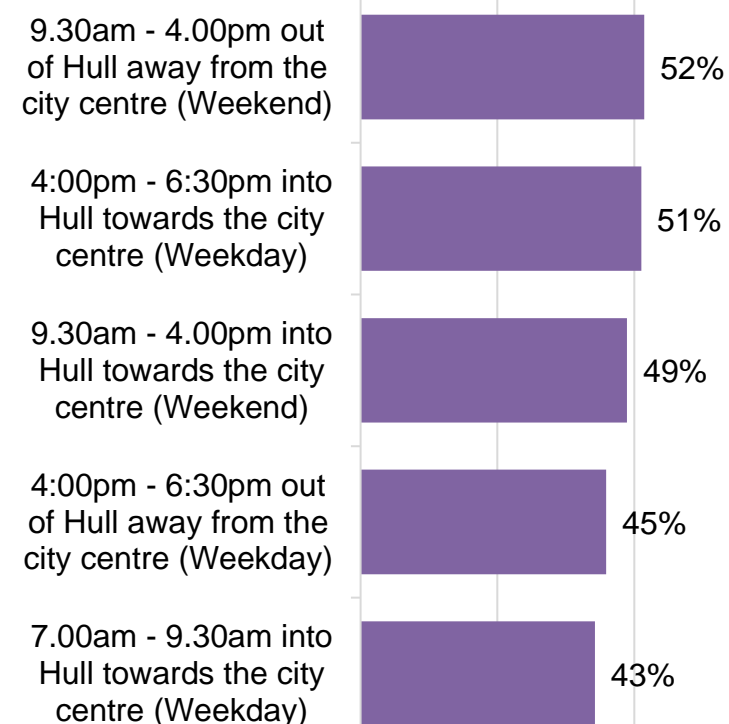 9.30am - 4.00pm out
of Hull away from the
city centre (Weekend)
52%
4:00pm - 6:30pm into
Hull towards the city
centre (Weekday)
51%
9.30am - 4.00pm into
Hull towards the city
centre (Weekend)
49%
4:00pm - 6:30pm out
of Hull away from the
city centre (Weekday)
45%
7.00am - 9.30am into
Hull towards the city
centre (Weekday)
43%